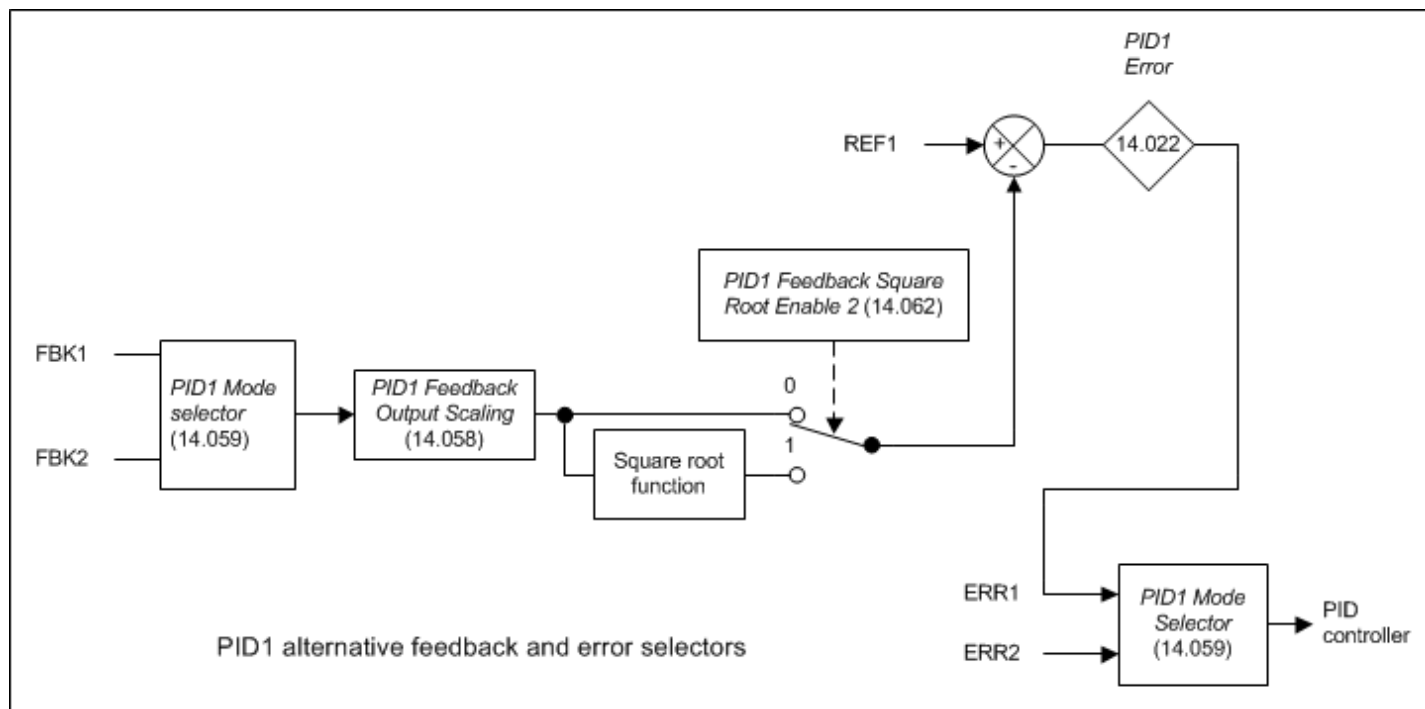 PID1
Error
REF1
+
-
14.022
PID1 Feedback Square
Root Enable 2 (14.062)
FBK1
FBK2
PID1 Mode
selector
(14.059)
PID1 Feedback
Output Scaling
(14.058)
0
1
Square root
function
ERR1
ERR2
PID1 Mode
Selector
(14.059)
PID
controller
PID1 alternative feedback and error selectors